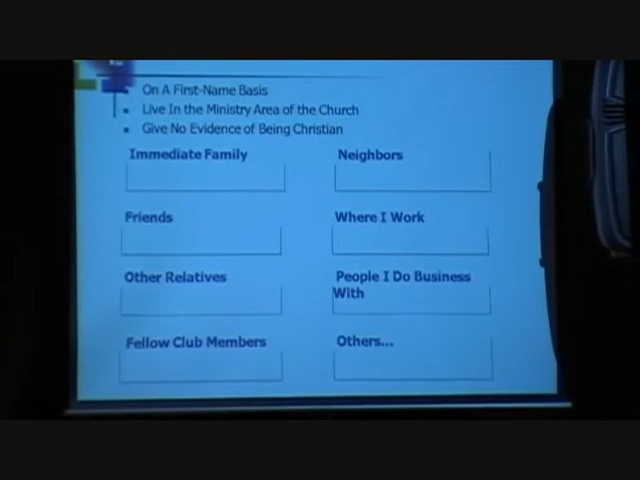 On A First-Name Basis
Live In the Ministry Area of the Church
Give No Evidence of Being Christian
Immediate Family
Neighbors
Friends
Where I Work
Other Relatives
People I Do Business
With
Fellow Club Members
Others...